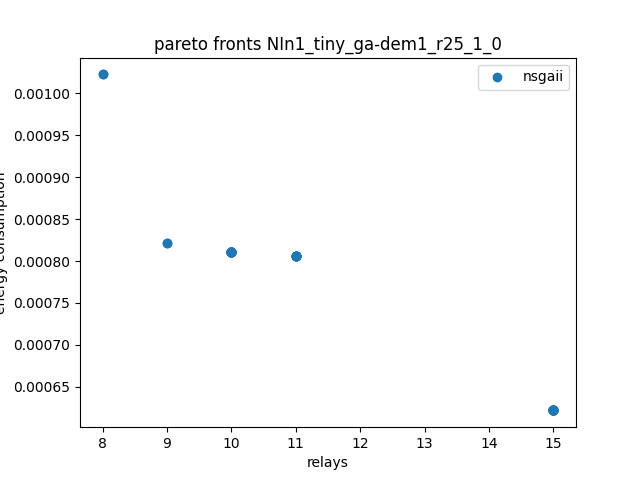 pareto fronts NIn1_tiny_ga-dem1_r25_1_0
nsgaii
0.00100
0.00095
0.00090
0.00085
0.00080
0.00075
0.00070
0.00065
energy consumption
8 9 10 11 12 13 14 15
relays